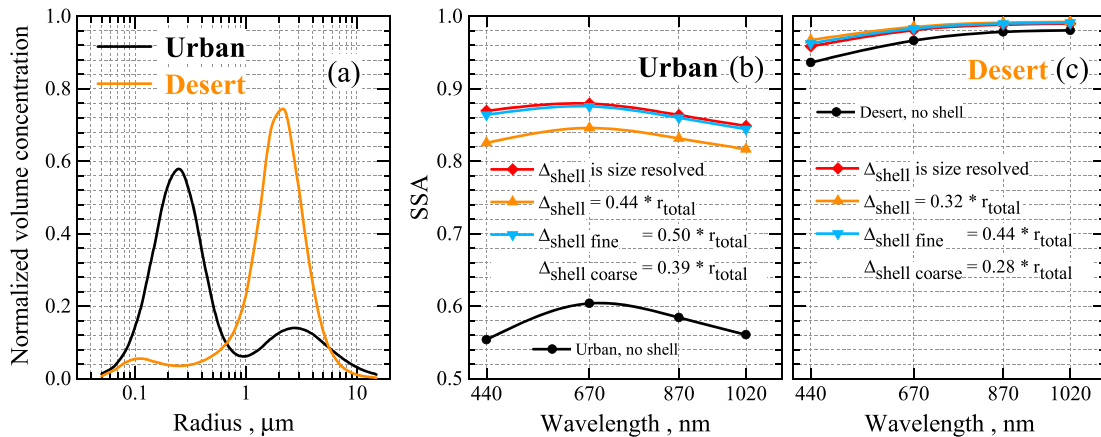 Normalized volume concentration
1.0
0.8
0.6
0.4
0.2
0.0
Urban
Desert
(a)
0.1
1
10
Radius , μm
SSA
1.0
0.9
0.8
0.7
0.6
0.5
Urban (b)
Δshell is size resolved
Δshell = 0.44 * rtotal
Δshell fine = 0.50 * rtotal
Δshell coarse = 0.39 * rtotal
Urban, no shell
440
670
870
1020
Wavelength , nm
Desert (c)
Desert, no shell
Δshell is size resolved
Δshell = 0.32 * rtotal
Δshell fine = 0.44 * rtotal
Δshell coarse = 0.28 * rtotal
440
670
870
1020
Wavelength , nm